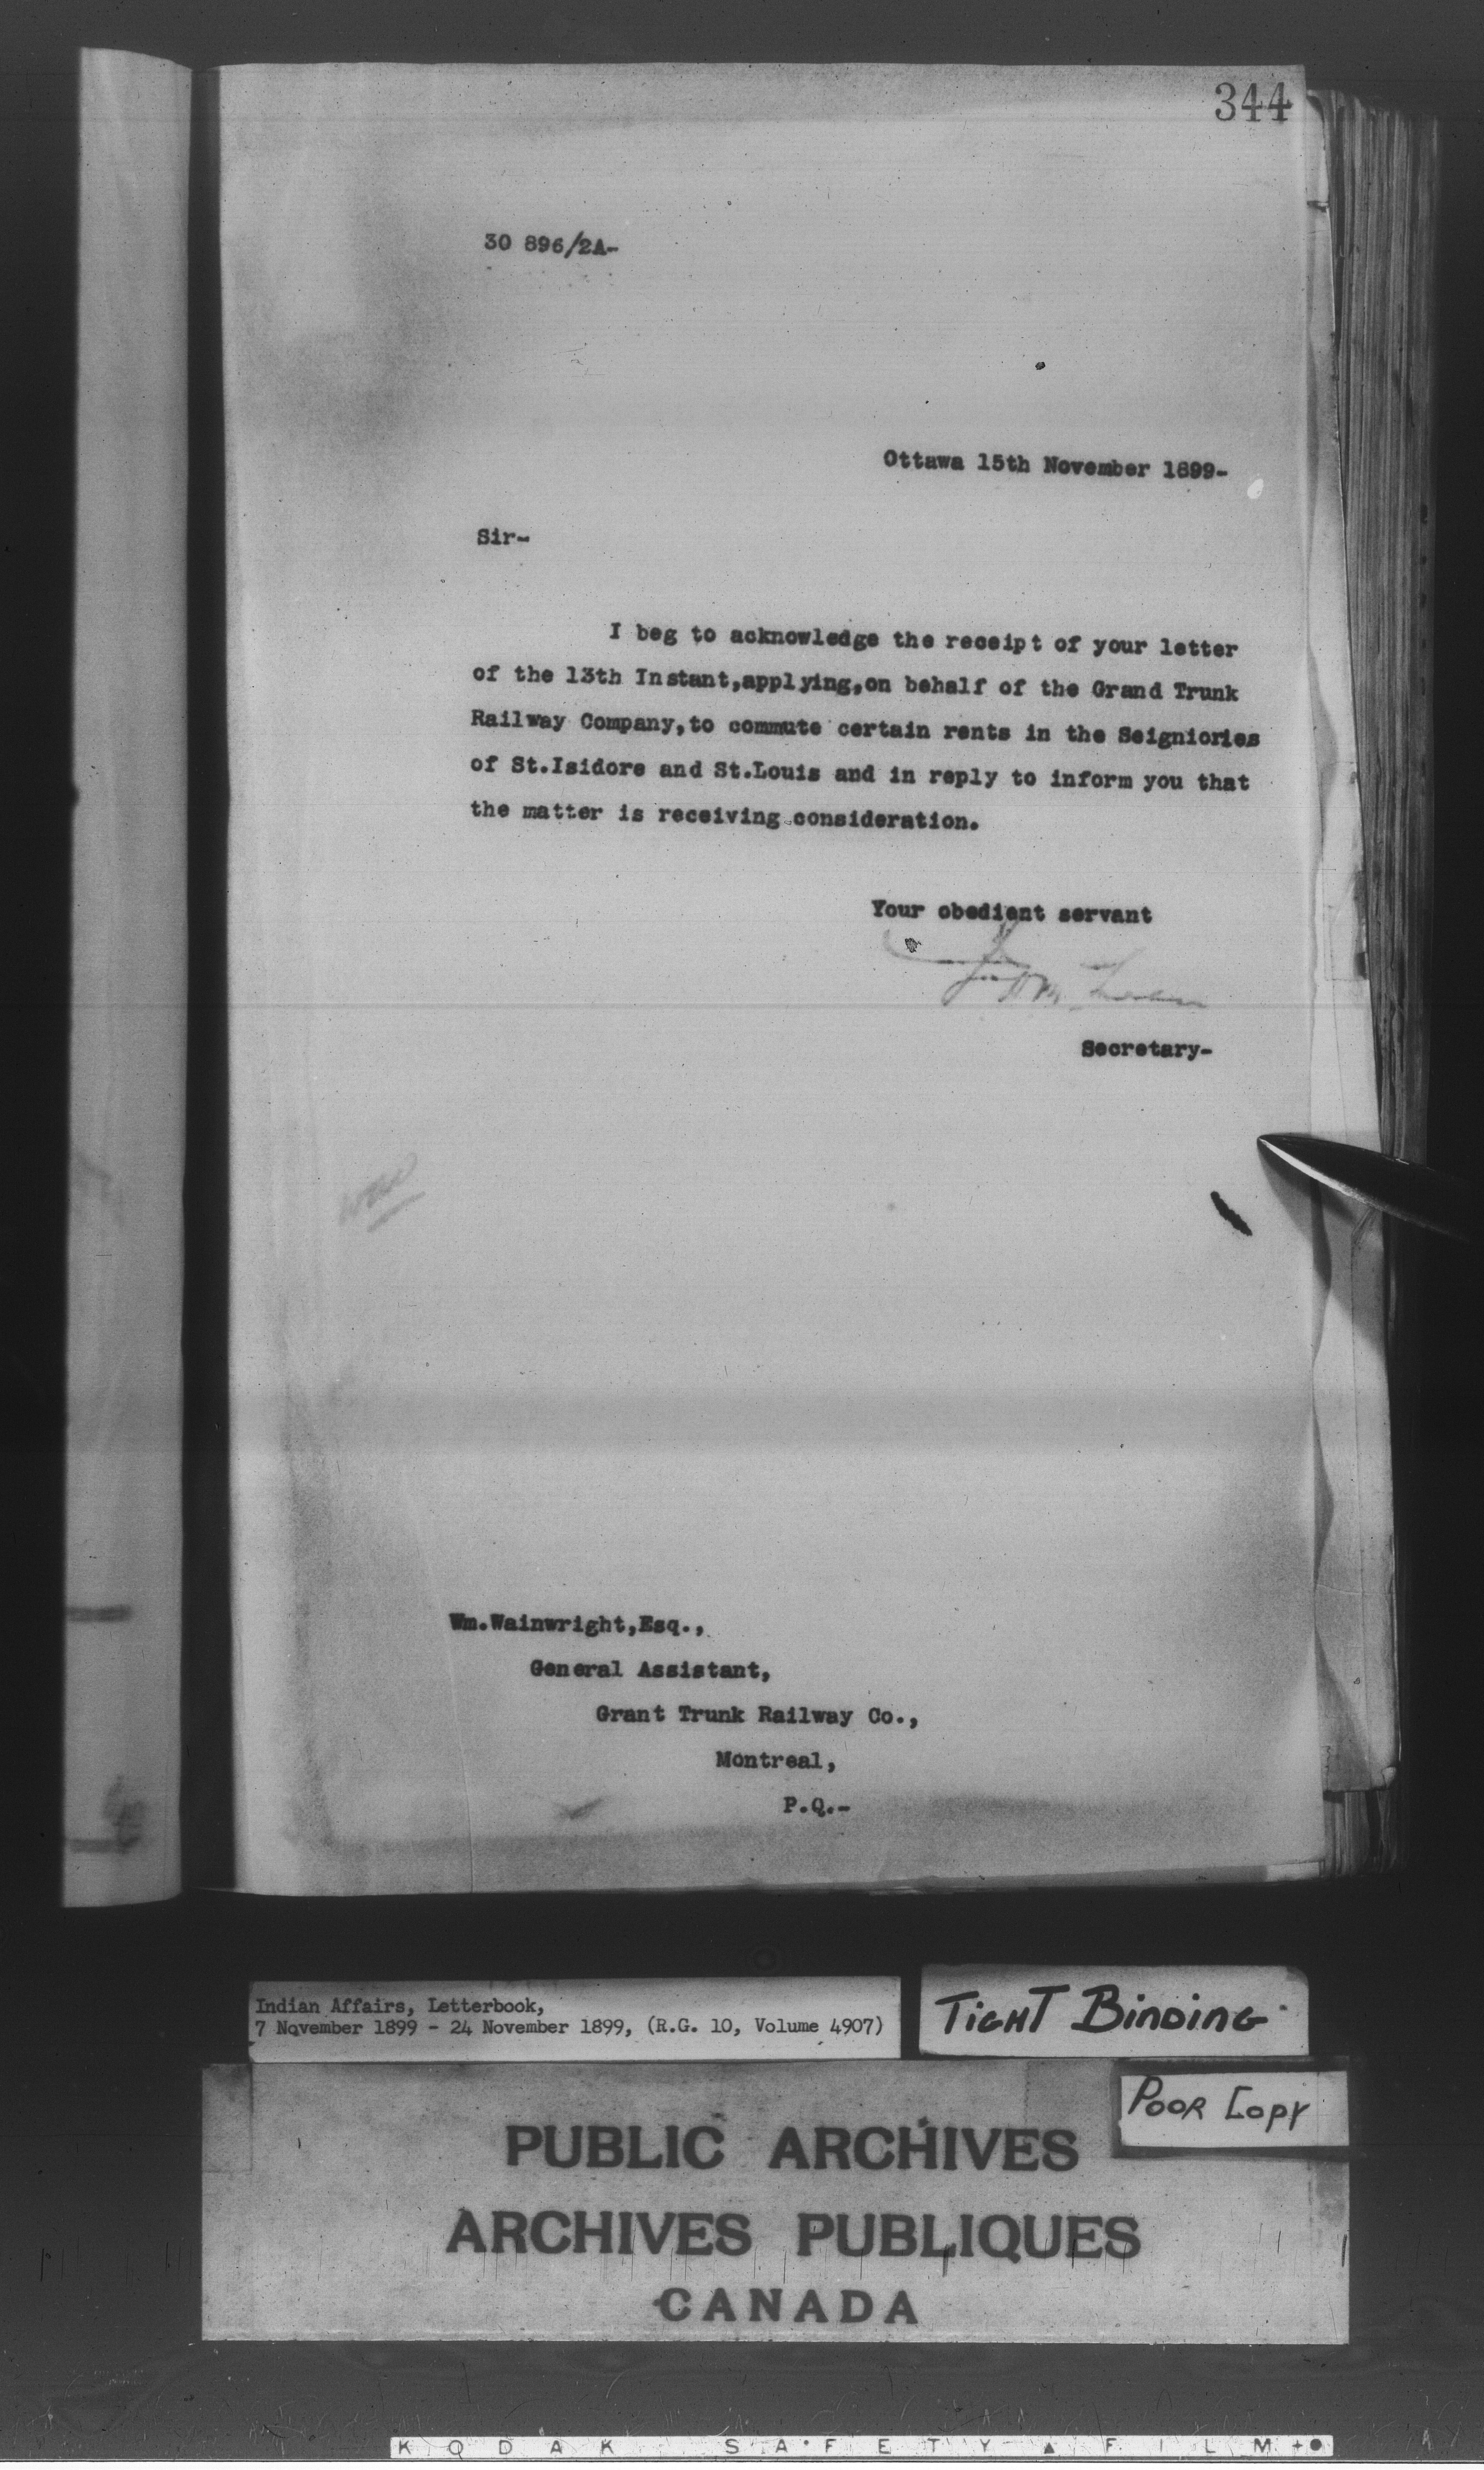 344
30 896/2A-
Ottawa 15th November 1899-
Sir-
I beg to acknowledge the receipt of your letter
of the 13th Instant,applying,on behalf of the Grand Trunk
Railway Company,to commute certain rents in the Seigniories
of St.Isidore and St.Louis and in reply to inform you that
the matter is receiving consideration.
Your obedient servant
Secretary-
Wm.Wainwright,Esq.,
General Assistant,
Grant Trunk Railway Co.,
Montreal,
P.Q.-
Indian Affairs, Letterbook,
7 November 1899 - 24 November 1899, (R.G. 10, Volume 4907)
TIGHT BINDING
POOR COPY
PUBLIC ARCHIVES
ARCHIVES PUBLIQUES
CANADA
KODAK SAFETY ▲ FILM +●